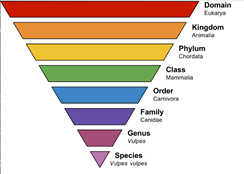 Domain
Eukarya
Kingdom
Animalia
Phylum
Chordata
Class
Mammalia
Order
Carnivora
Family
Canidae
Genus
Vulpes
Species
Vulpes vulpes